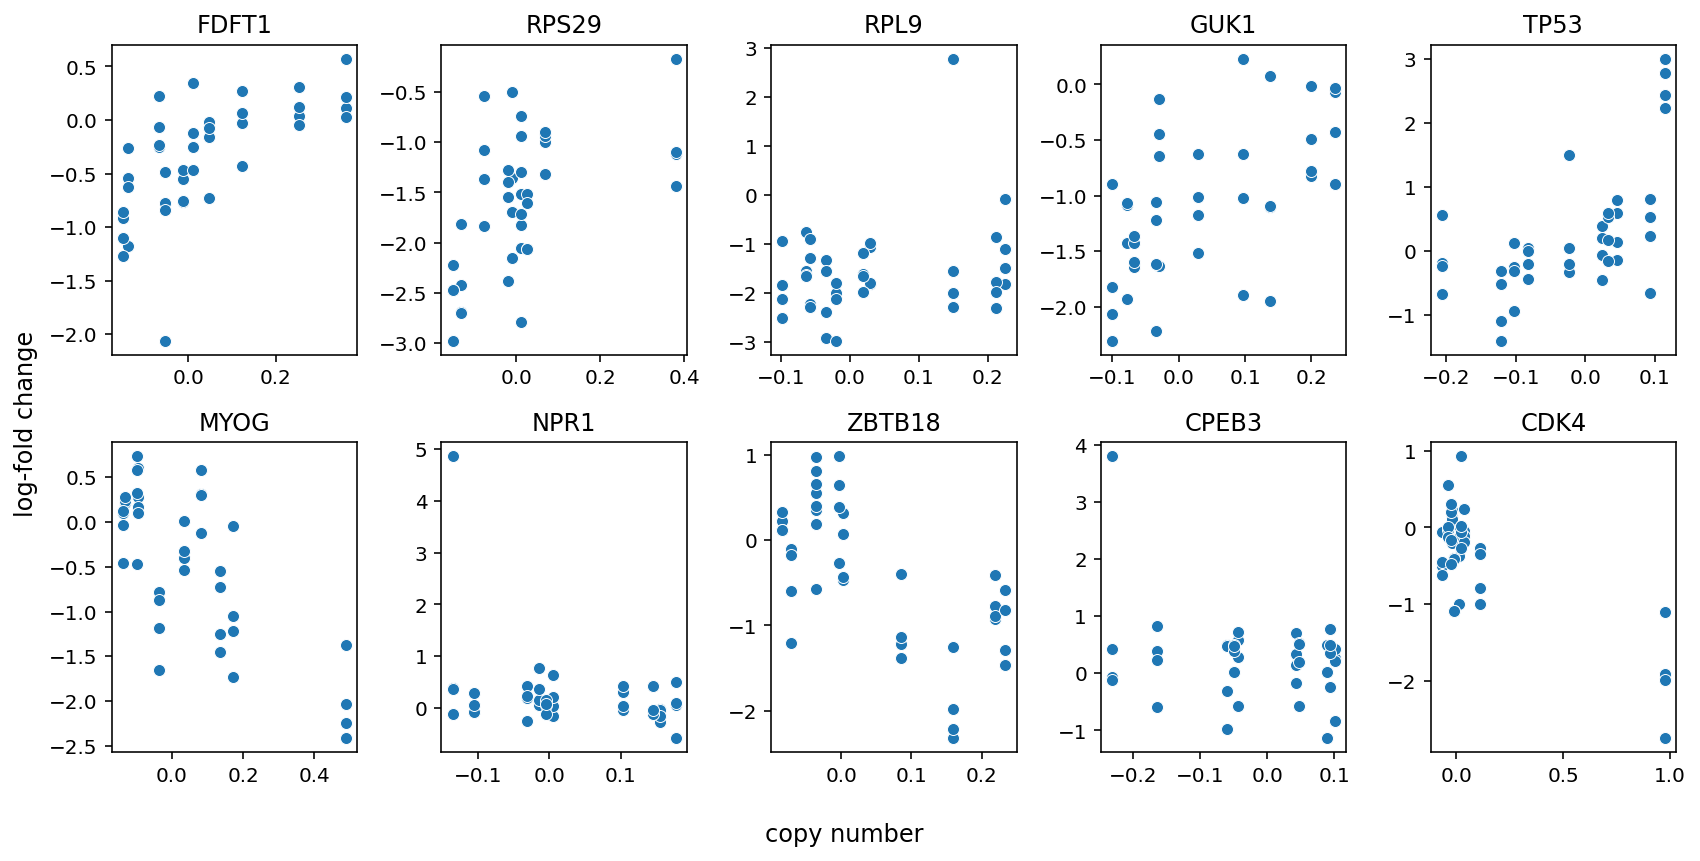 FDFT1 RPS29 RPL9 GUK1 TP53
0.5 0.0 −0.5 −1.0 −1.5 −2.0
0.0 0.2
−0.5 −1.0 −1.5 −2.0 −2.5 −3.0
0.0 0.2 0.4
3 2 1 0 −1 −2 −3
−0.1 0.0 0.1 0.2
0.0 −0.5 −1.0 −1.5 −2.0
−0.1 0.0 0.1 0.2
3 2 1 0 −1
−0.2 −0.1 0.0 0.1
log-fold change
MYOG NPR1 ZBTB18 CPEB3 CDK4
0.5 0.0 −0.5 −1.0 −1.5 −2.0 −2.5
0.0 0.2 0.4
5 4 3 2 1 0
−0.1 0.0 0.1
1 0 −1 −2
0.0 0.1 0.2
4 3 2 1 0 −1
−0.2 −0.1 0.0 0.1
1 0 −1 −2
0.0 0.5 1.0
copy number